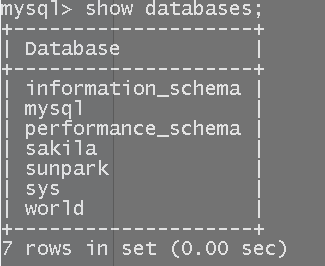 mysql> show databases;
+--------------------+
| Database           |
+--------------------+
| information_schema |
| mysql              |
| performance_schema |
| sakila             |
| sunpark            |
| sys                |
| world              |
+--------------------+
7 rows in set (0.00 sec)